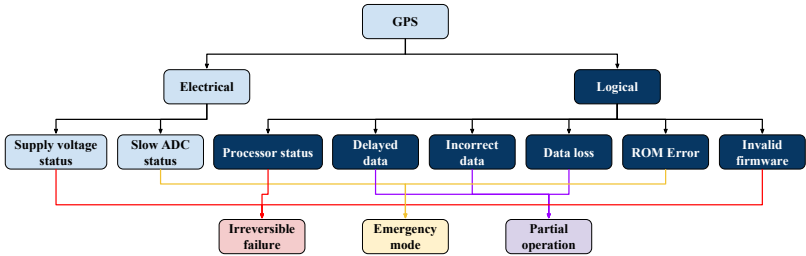 GPS
Electrical
Logical
Supply voltage
status
Slow ADC
status
Processor status
Delayed
data
Incorrect
data
Data loss
ROM Error
Invalid
firmware
Irreversible
failure
Emergency
mode
Partial
operation